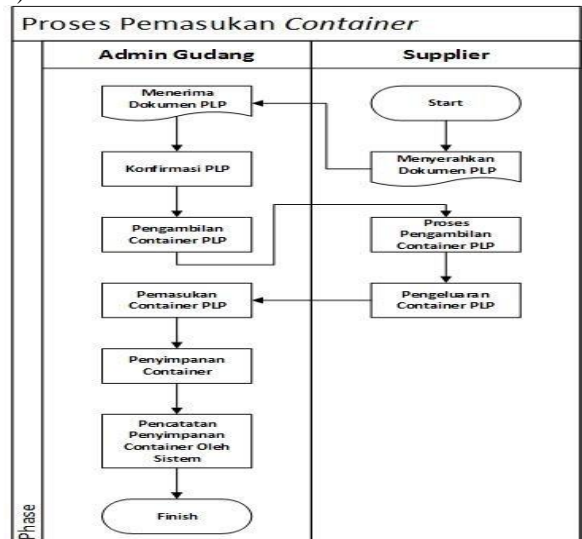 Proses Pemasukan Container
Admin Gudang
Supplier
Menerima
Dokumen PLP
Start
Konfirmasi PLP
Menyerahkan
Dokumen PLP
Pengambilan
Container PLP
Proses
Pengambilan
Container PLP
Pemasukan
Container PLP
Pengeluaran
Container PLP
Penyimpanan
Container
Pencatatan
Penyimpanan
Container Oleh
Sistem
Finish
Phase